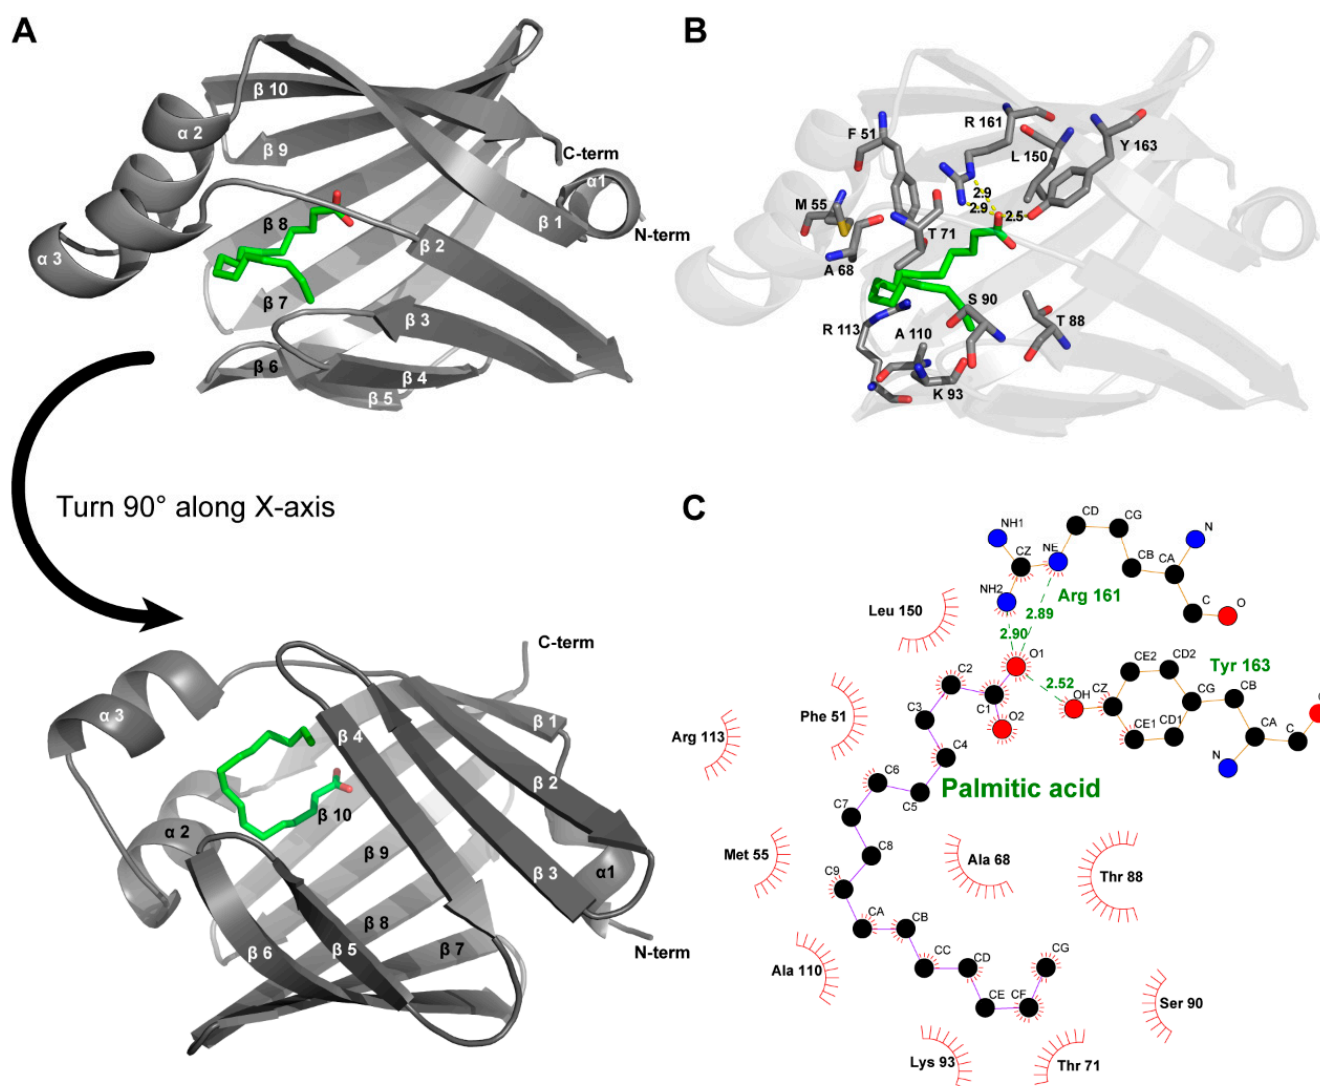 A
β 10
α 2
β 9
C-term
α1
β 1
N-term
β 8
β 2
α 3
β 7
β 3
β 6
β 4
β 5
Turn 90° along X-axis
C-term
α 3
β 1
β 4
β 2
β 10
α 2
β 9
β 3
α1
β 8
β 6
β 5
β 7
N-term
B
R 161
F 51
L 150
Y 163
2.9
2.9
2.5
M 55
T 71
A 68
S 90
R 113
A 110
T 88
K 93
C
CD
CG
N
NH1
CZ
NE
CB
CA
NH2
Arg 161
C
O
Leu 150
2.89
2.90
O1
CE2
CD2
Tyr 163
C2
2.52
CB
OH
CZ
CG
Phe 51
C3
C1
O2
CE1
CD1
CA
C
Arg 113
C4
N
C6
C5
Palmitic acid
C7
C8
Met 55
Ala 68
Thr 88
C9
CA
CB
CC
CD
CG
Ala 110
CE
CF
Ser 90
Lys 93
Thr 71